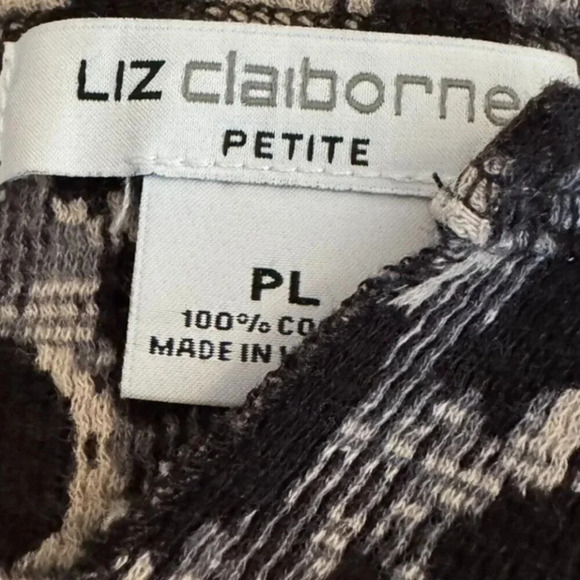 LIZ claiborne
PETITE
PL
100%
MADE IN